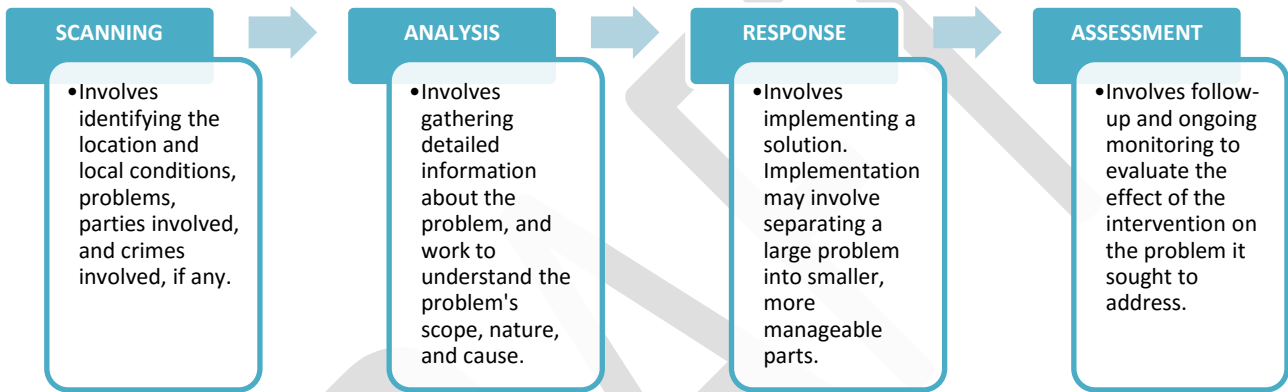 SCANNING
•Involves
identifying the
location and
local conditions,
problems,
parties involved,
and crimes
involved, if any.
ANALYSIS
•Involves
gathering
detailed
information
about the
problem, and
work to
understand the
problem's
scope, nature,
and cause.
RESPONSE
•Involves
implementing a
solution.
Implementation
may involve
separating a
large problem
into smaller,
more
manageable
parts.
ASSESSMENT
•Involves follow-
up and ongoing
monitoring to
evaluate the
effect of the
intervention on
the problem it
sought to
address.